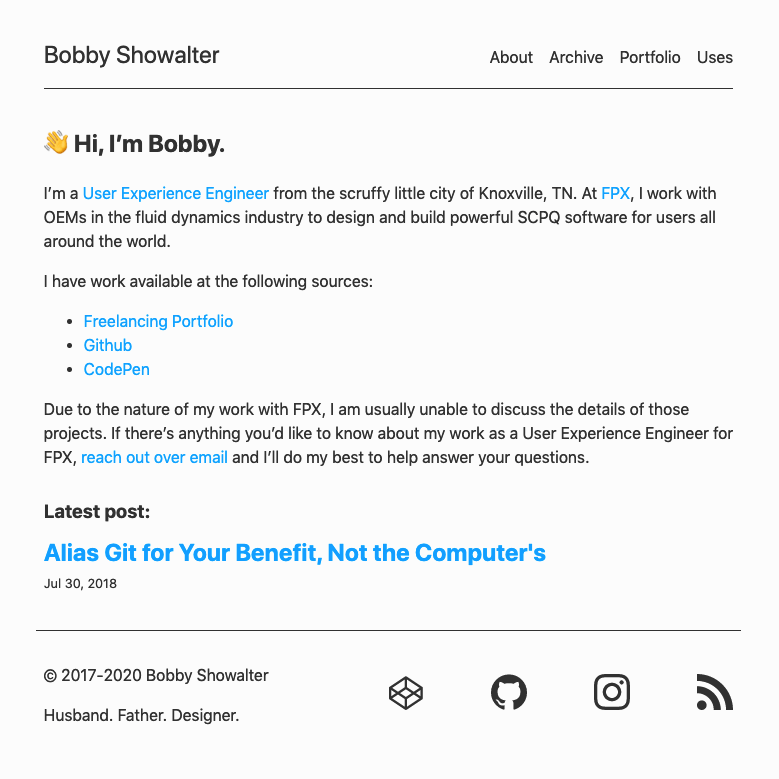 Bobby Showalter
About Archive Portfolio Uses
👋 Hi, I’m Bobby.
I’m a User Experience Engineer from the scruffy little city of Knoxville, TN. At FPX, I work with
OEMs in the fluid dynamics industry to design and build powerful SCPQ software for users all
around the world.
I have work available at the following sources:
• Freelancing Portfolio
• Github
• CodePen
Due to the nature of my work with FPX, I am usually unable to discuss the details of those
projects. If there’s anything you’d like to know about my work as a User Experience Engineer for
FPX, reach out over email and I’ll do my best to help answer your questions.
Latest post:
Alias Git for Your Benefit, Not the Computer's
Jul 30, 2018
© 2017-2020 Bobby Showalter
Husband. Father. Designer.